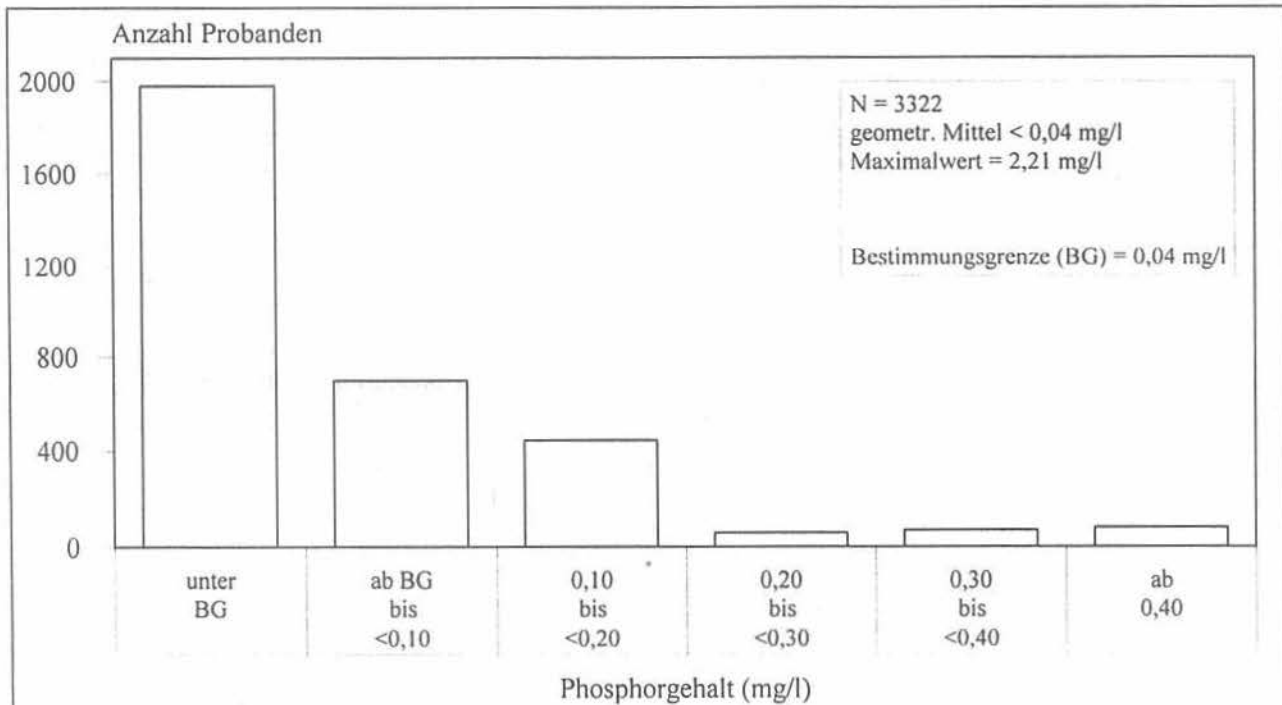 Anzahl Probanden
2000
1600
1200
800
400
0
N = 3322
geometr. Mittel < 0,04 mg/l
Maximalwert = 2,21 mg/l
Bestimmungsgrenze (BG) = 0,04 mg/l
unter
BG
ab BG
bis
<0,10
0,10
bis
<0,20
0,20
bis
<0,30
0,30
bis
<0,40
ab
0,40
Phosphorgehalt (mg/l)